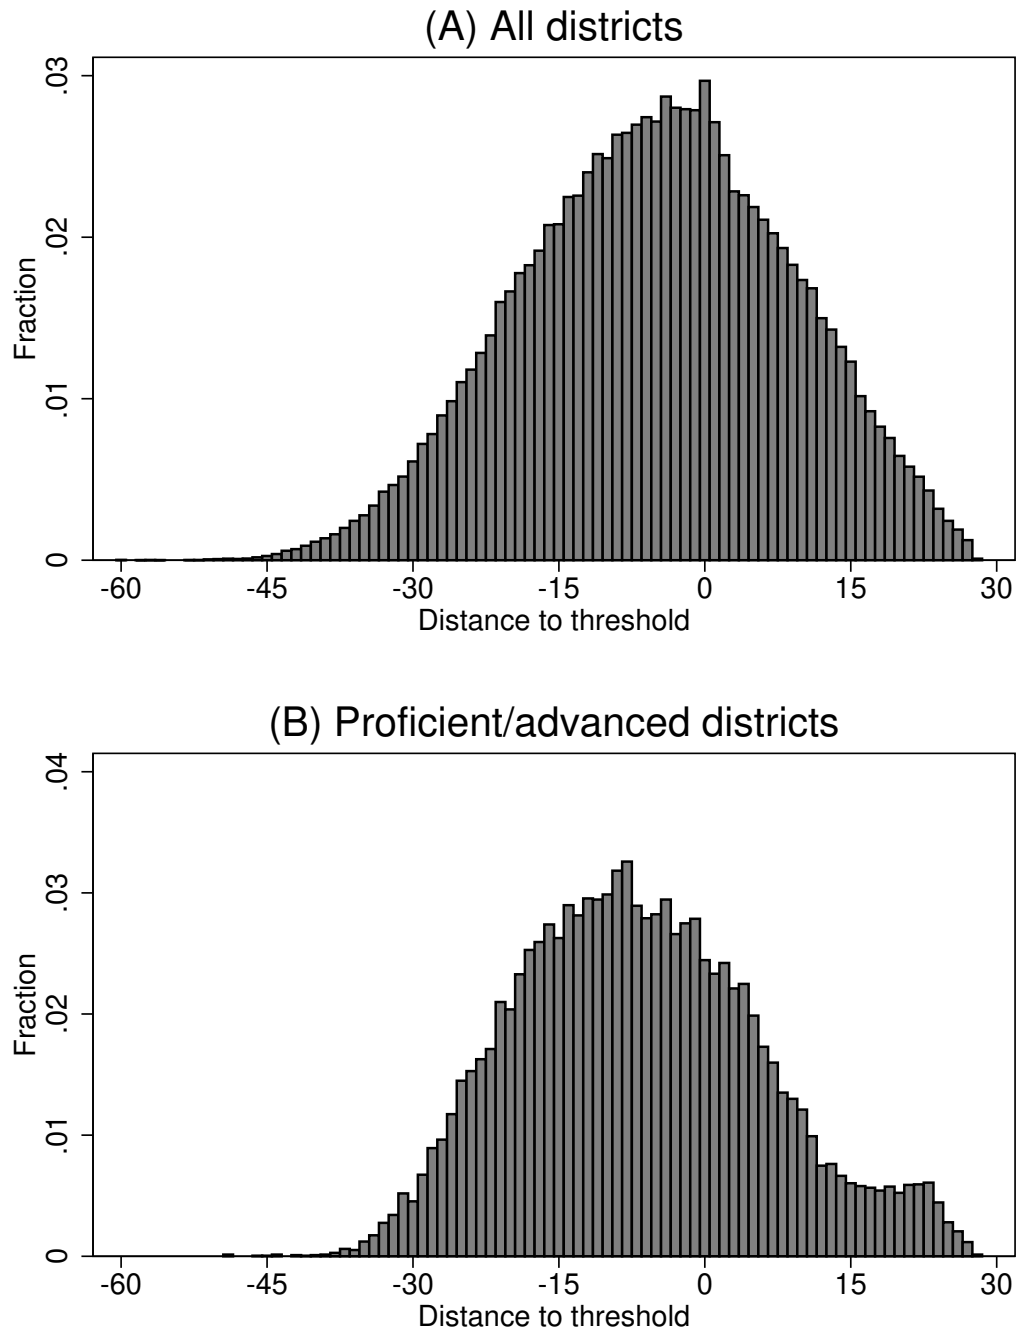 (A) All districts
.03
.02
.01
0
Fraction
-60 -45 -30 -15 0 15 30
Distance to threshold
(B) Proficient/advanced districts
.04
.03
.02
.01
0
Fraction
-60 -45 -30 -15 0 15 30
Distance to threshold